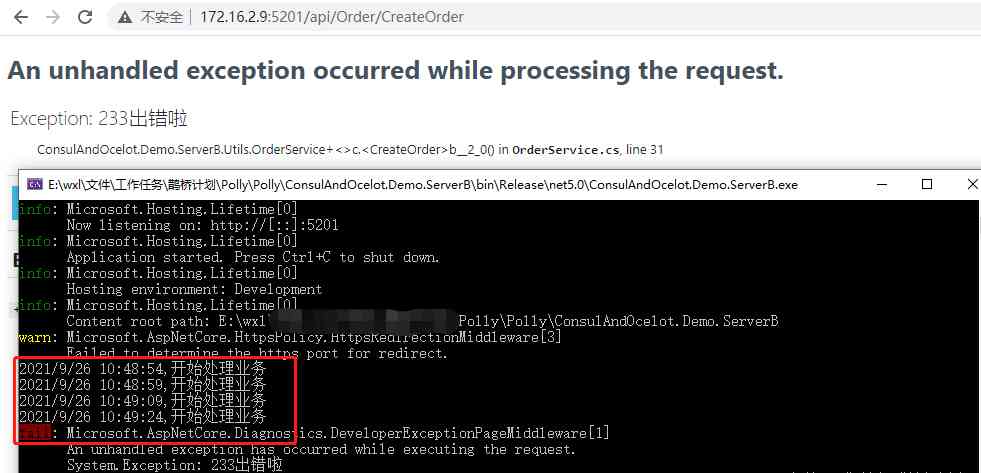 不安全 172.16.2.9:5201/api/Order/CreateOrder
An unhandled exception occurred while processing the request.
Exception: 233出错啦
ConsulAndOcelot.Demo.ServerB.Utils.OrderService+<>c.<CreateOrder>b__2_0() in OrderService.cs, line 31
E:\wxl\文件\工作任务\鹊桥计划\Polly\Polly\ConsulAndOcelot.Demo.ServerB\bin\Release\net5.0\ConsulAndOcelot.Demo.ServerB.exe
info: Microsoft.Hosting.Lifetime[0]
Now listening on: http://[::]:5201
info: Microsoft.Hosting.Lifetime[0]
Application started. Press Ctrl+C to shut down.
info: Microsoft.Hosting.Lifetime[0]
Hosting environment: Development
info: Microsoft.Hosting.Lifetime[0]
Content root path: E:\wxl\ Polly\Polly\ConsulAndOcelot.Demo.ServerB
warn: Microsoft.AspNetCore.HttpsPolicy.HttpsRedirectionMiddleware[3]
Failed to determine the https port for redirect.
2021/9/26 10:48:54,开始处理业务
2021/9/26 10:48:59,开始处理业务
2021/9/26 10:49:09,开始处理业务
2021/9/26 10:49:24,开始处理业务
fail: Microsoft.AspNetCore.Diagnostics.DeveloperExceptionPageMiddleware[1]
An unhandled exception has occurred while executing the request.
System.Exception: 233出错啦